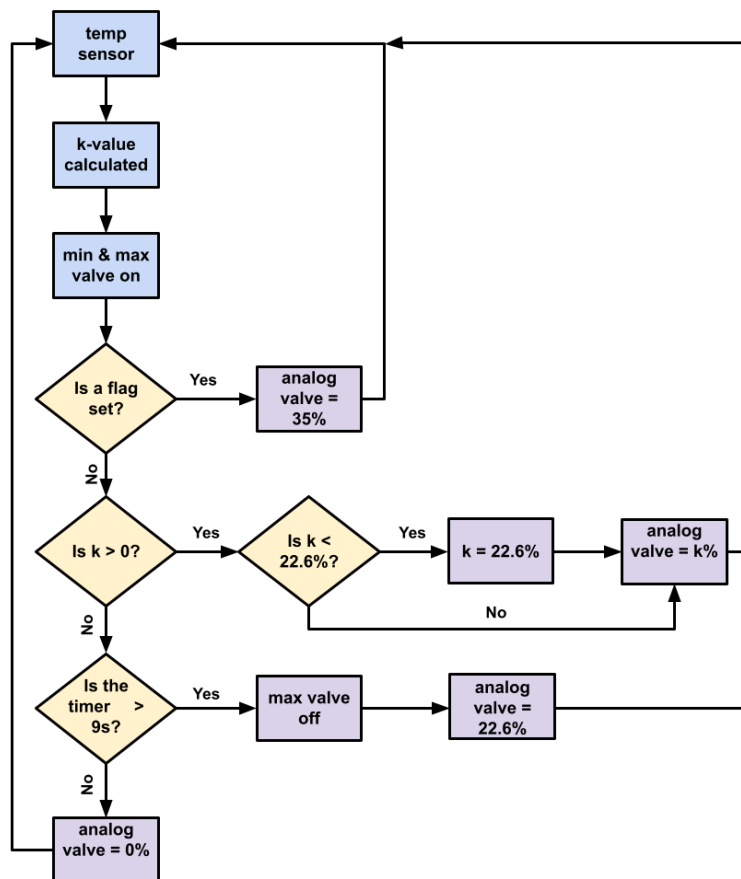 temp
sensor
k-value
calculated
min & max
valve on
Is a flag
set?
Yes
analog
valve =
35%
No
Is k > 0?
Yes
Is k <
22.6%?
Yes
k = 22.6%
analog
valve = k%
No
No
Is the
timer >
9s?
Yes
max valve
off
analog
valve =
22.6%
No
analog
valve = 0%